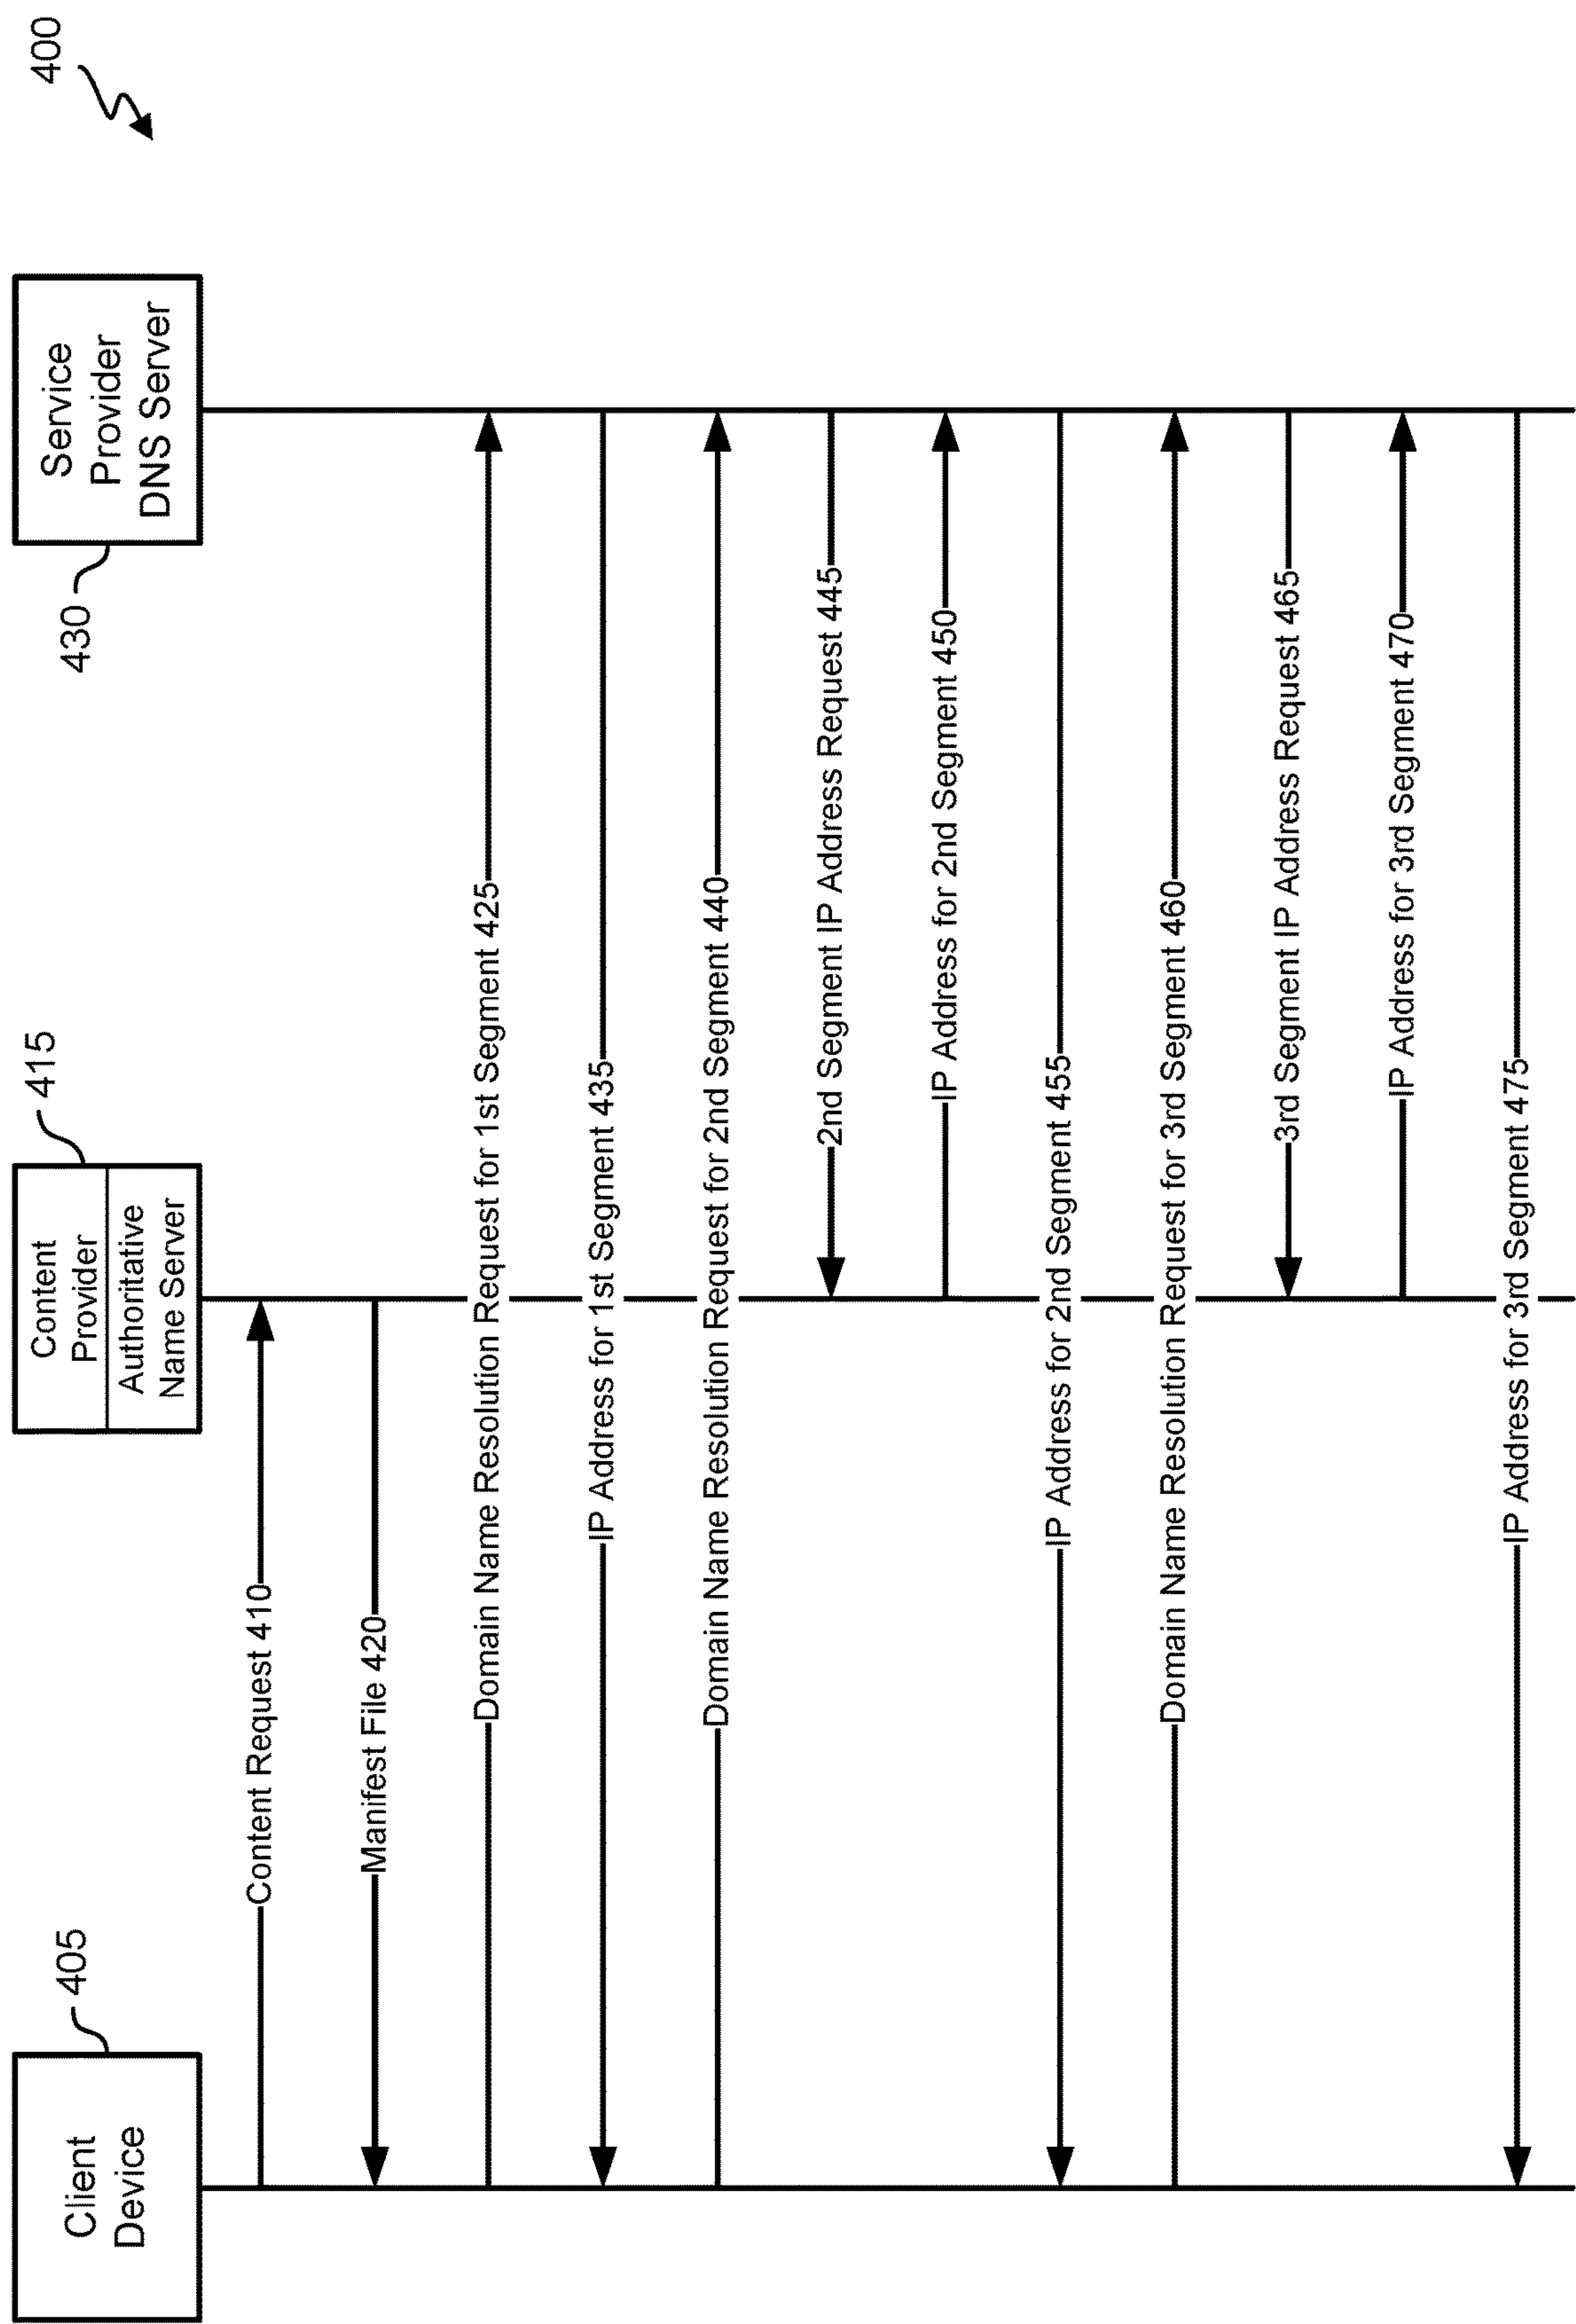 400
Client
Device
405
Content
Provider
Authoritative
Name Server
415
Service
Provider
DNS Server
430
Content Request 410
Manifest File 420
Domain Name Resolution Request for 1st Segment 425
IP Address for 1st Segment 435
Domain Name Resolution Request for 2nd Segment 440
2nd Segment IP Address Request 445
IP Address for 2nd Segment 450
IP Address for 2nd Segment 455
Domain Name Resolution Request for 3rd Segment 460
3rd Segment IP Address Request 465
IP Address for 3rd Segment 470
IP Address for 3rd Segment 475